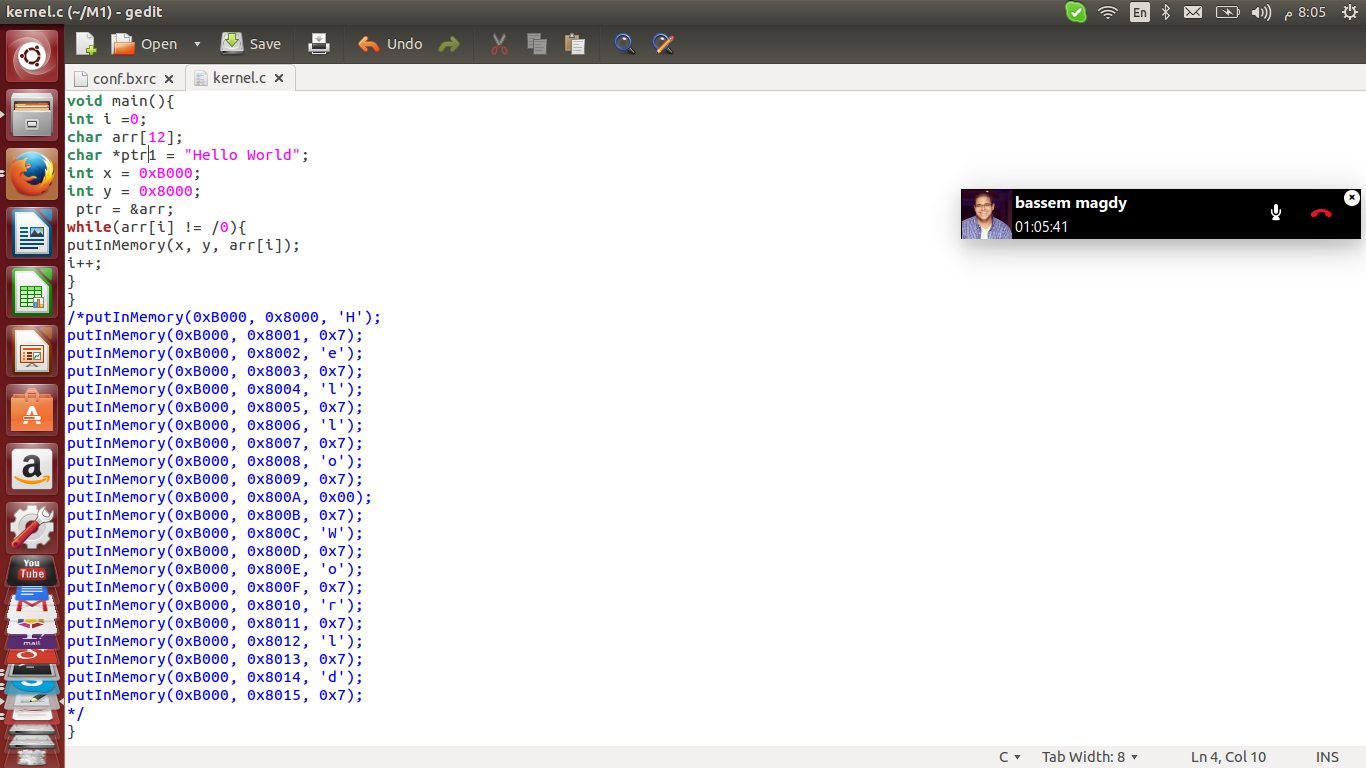 kernel.c (~/M1) - gedit
En
8:05 م
Open
Save
Undo
conf.bxrc
kernel.c
void main(){
int i =0;
char arr[12];
char *ptr1 = "Hello World";
int x = 0xB000;
int y = 0x8000;
ptr = &arr;
while(arr[i] != /0){
putInMemory(x, y, arr[i]);
i++;
}
}
/*putInMemory(0xB000, 0x8000, 'H');
putInMemory(0xB000, 0x8001, 0x7);
putInMemory(0xB000, 0x8002, 'e');
putInMemory(0xB000, 0x8003, 0x7);
putInMemory(0xB000, 0x8004, 'l');
putInMemory(0xB000, 0x8005, 0x7);
putInMemory(0xB000, 0x8006, 'l');
putInMemory(0xB000, 0x8007, 0x7);
putInMemory(0xB000, 0x8008, 'o');
putInMemory(0xB000, 0x8009, 0x7);
putInMemory(0xB000, 0x800A, 0x00);
putInMemory(0xB000, 0x800B, 0x7);
putInMemory(0xB000, 0x800C, 'W');
putInMemory(0xB000, 0x800D, 0x7);
putInMemory(0xB000, 0x800E, 'o');
putInMemory(0xB000, 0x800F, 0x7);
putInMemory(0xB000, 0x8010, 'r');
putInMemory(0xB000, 0x8011, 0x7);
putInMemory(0xB000, 0x8012, 'l');
putInMemory(0xB000, 0x8013, 0x7);
putInMemory(0xB000, 0x8014, 'd');
putInMemory(0xB000, 0x8015, 0x7);
*/
}
bassem magdy
01:05:41
a
You
Tube
mail
C
Tab Width: 8
Ln 4, Col 10
INS